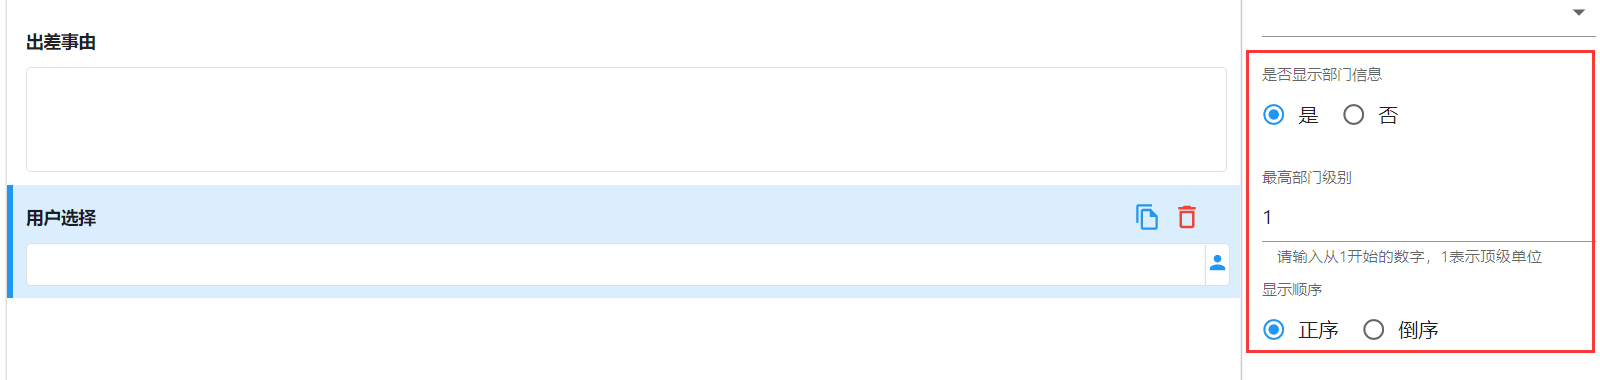 出差事由
用户选择
是否显示部门信息
是 否
最高部门级别
1
请输入从1开始的数字，1表示顶级单位
显示顺序
正序 倒序